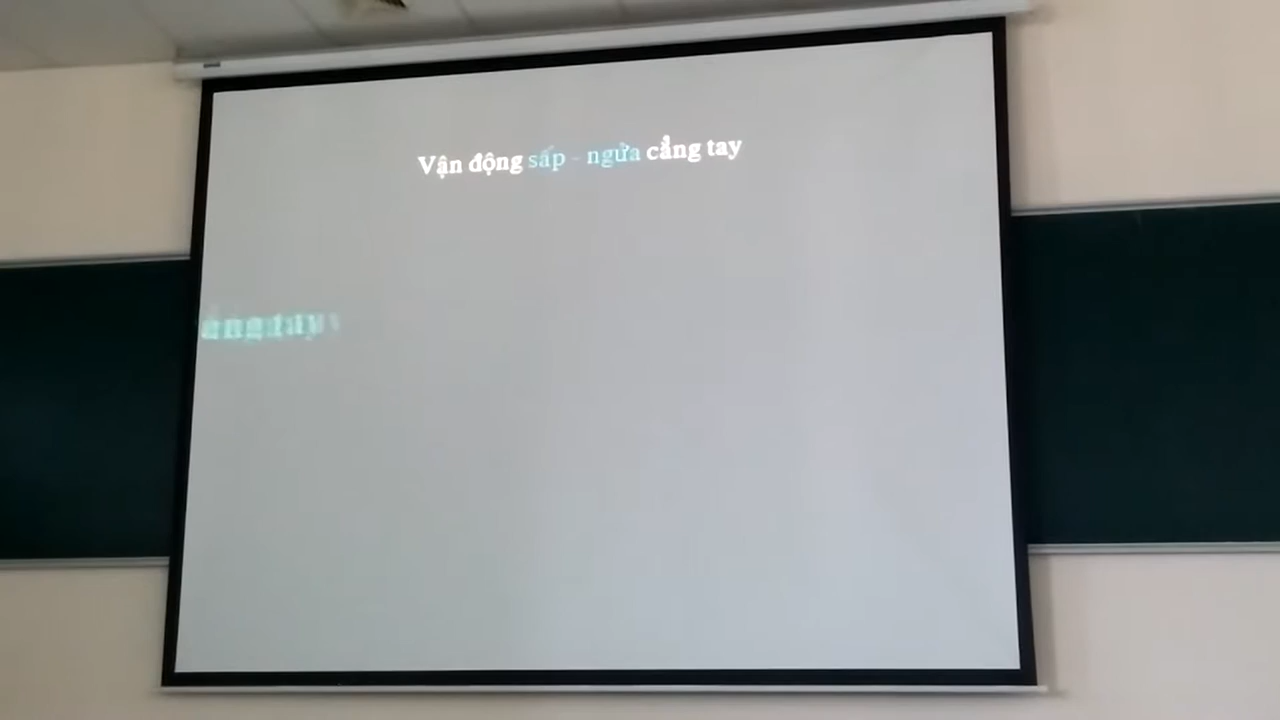 Vận động sấp - ngửa cẳng tay